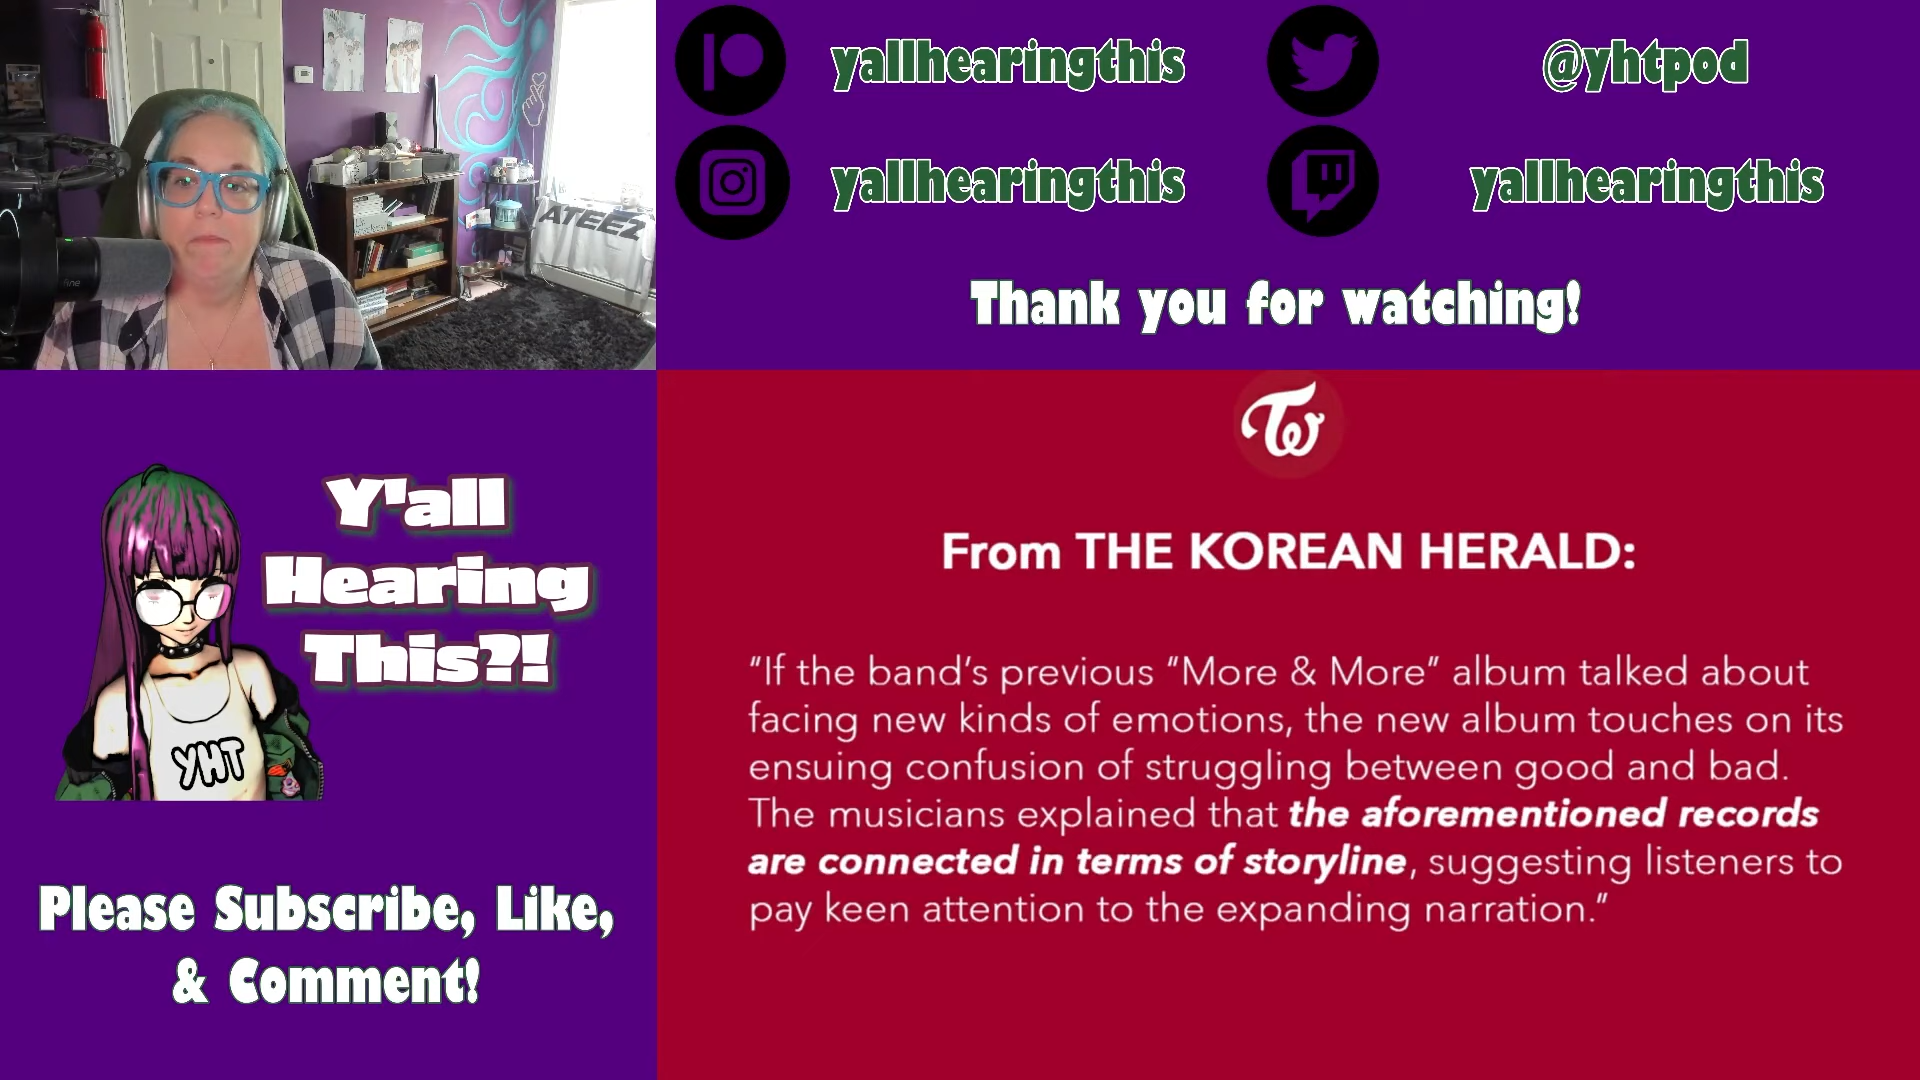 yallhearingthis
@yhtpod
yallhearingthis
yallhearingthis
Thank you for watching!
ATEEZ
Tw
From THE KOREAN HERALD:
"If the band's previous "More & More" album talked about
facing new kinds of emotions, the new album touches on its
ensuing confusion of struggling between good and bad.
The musicians explained that the aforementioned records
are connected in terms of storyline, suggesting listeners to
pay keen attention to the expanding narration."
Y'all
Hearing
This?!
YHT
Please Subscribe, Like,
& Comment!